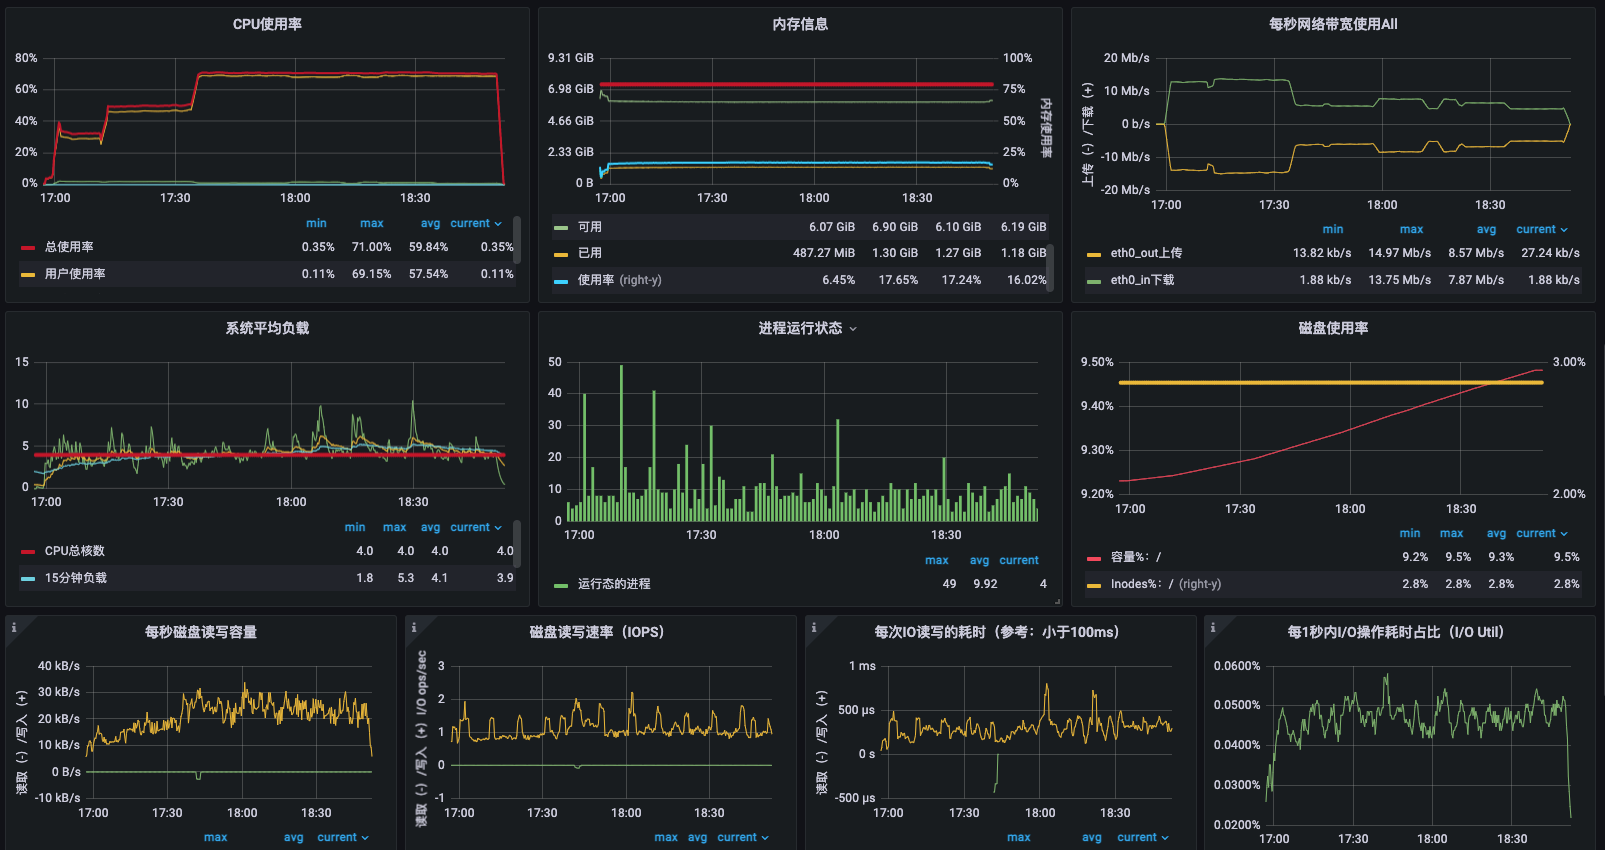 CPU使用率
80%
60%
40%
20%
0%
17:00 17:30 18:00 18:30
min max avg current
总使用率 0.35% 71.00% 59.84% 0.35%
用户使用率 0.11% 69.15% 57.54% 0.11%
内存信息
9.31 GiB 100%
6.98 GiB 75%
4.66 GiB 50%
2.33 GiB 25%
0 B 0%
内存使用率
17:00 17:30 18:00 18:30
可用 6.07 GiB 6.90 GiB 6.10 GiB 6.19 GiB
已用 487.27 MiB 1.30 GiB 1.27 GiB 1.18 GiB
使用率 (right-y) 6.45% 17.65% 17.24% 16.02%
每秒网络带宽使用All
上传（-）/下载（+）
20 Mb/s
10 Mb/s
0 b/s
-10 Mb/s
-20 Mb/s
17:00 17:30 18:00 18:30
min max avg current
eth0_out上传 13.82 kb/s 14.97 Mb/s 8.57 Mb/s 27.24 kb/s
eth0_in下载 1.88 kb/s 13.75 Mb/s 7.87 Mb/s 1.88 kb/s
系统平均负载
15
10
5
0
17:00 17:30 18:00 18:30
min max avg current
CPU总核数 4.0 4.0 4.0 4.0
15分钟负载 1.8 5.3 4.1 3.9
进程运行状态
50
40
30
20
10
0
17:00 17:30 18:00 18:30
max avg current
运行态的进程 49 9.92 4
磁盘使用率
9.50% 3.00%
9.40%
9.30%
9.20% 2.00%
17:00 17:30 18:00 18:30
min max avg current
容量%：/ 9.2% 9.5% 9.3% 9.5%
Inodes%：/ (right-y) 2.8% 2.8% 2.8% 2.8%
每秒磁盘读写容量
读取（-）/写入（+）
40 kB/s
30 kB/s
20 kB/s
10 kB/s
0 B/s
-10 kB/s
17:00 17:30 18:00 18:30
max avg current
磁盘读写速率（IOPS）
读取（-）/写入（+）I/O ops/sec
3
2
1
0
-1
17:00 17:30 18:00 18:30
max avg current
每次IO读写的耗时（参考：小于100ms）
读取（-）/写入（+）
1 ms
500 µs
0 s
-500 µs
17:00 17:30 18:00 18:30
max avg current
每1秒内I/O操作耗时占比（I/O Util）
0.0600%
0.0500%
0.0400%
0.0300%
0.0200%
17:00 17:30 18:00 18:30